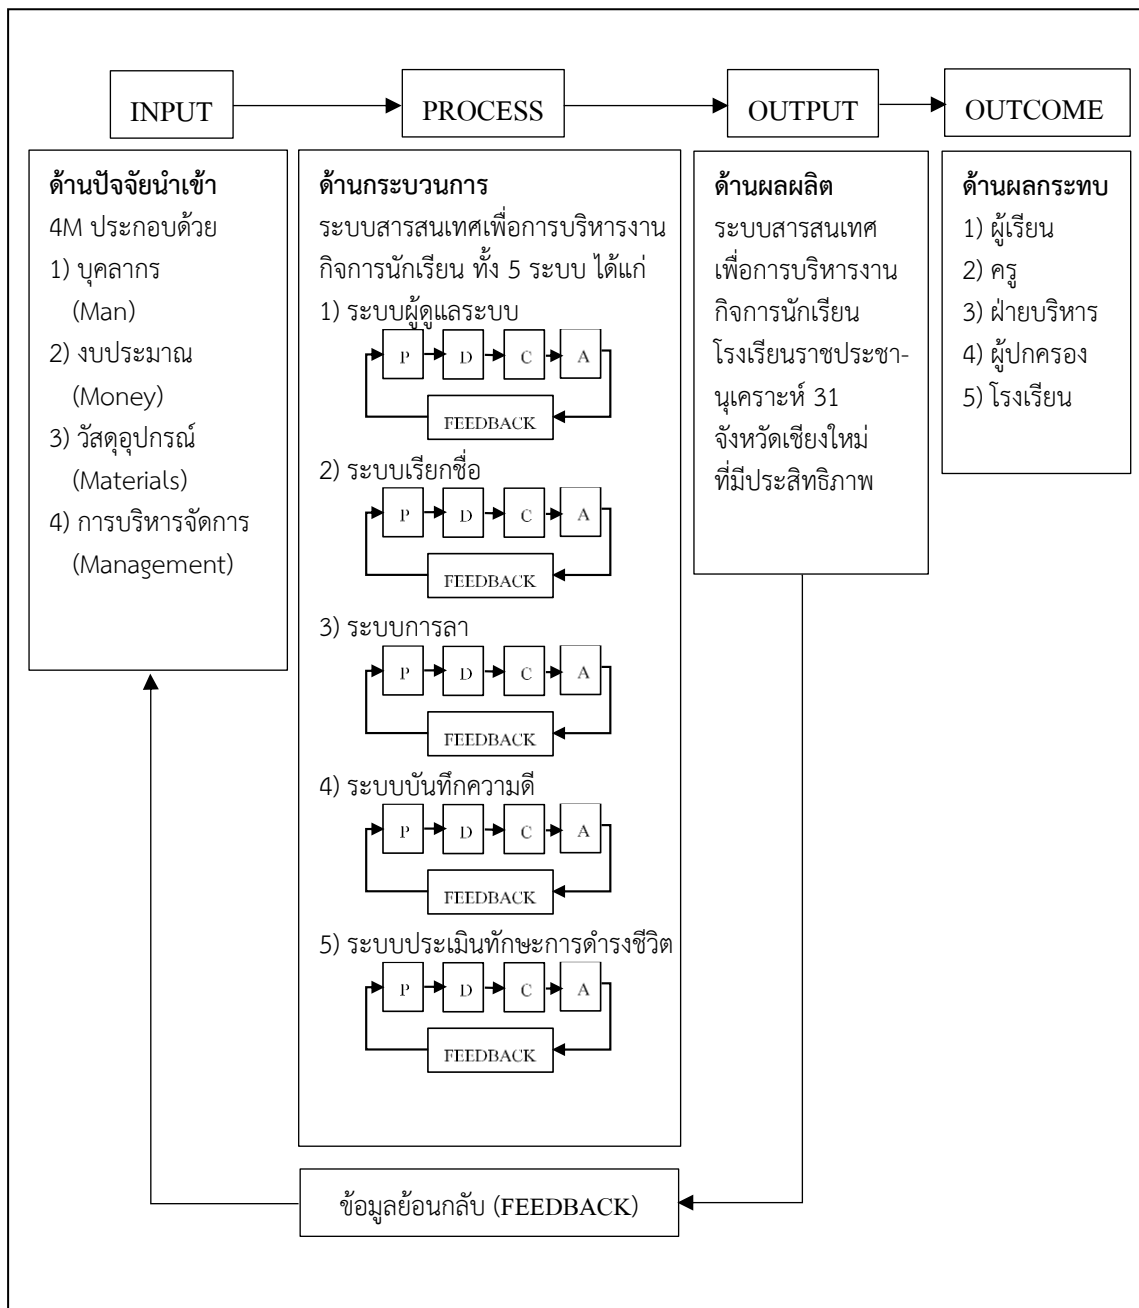 INPUT
PROCESS
OUTPUT
OUTCOME
ด้านปัจจัยนำเข้า
4M ประกอบด้วย
1) บุคลากร
(Man)
2) งบประมาณ
(Money)
3) วัสดุอุปกรณ์
(Materials)
4) การบริหารจัดการ
(Management)
ด้านกระบวนการ
ระบบสารสนเทศเพื่อการบริหารงาน
กิจการนักเรียน ทั้ง 5 ระบบ ได้แก่
1) ระบบผู้ดูแลระบบ
P D C A
FEEDBACK
2) ระบบเรียกชื่อ
P D C A
FEEDBACK
3) ระบบการลา
P D C A
FEEDBACK
4) ระบบบันทึกความดี
P D C A
FEEDBACK
5) ระบบประเมินทักษะการดำรงชีวิต
P D C A
FEEDBACK
ด้านผลผลิต
ระบบสารสนเทศ
เพื่อการบริหารงาน
กิจการนักเรียน
โรงเรียนราชประชา-
นุเคราะห์ 31
จังหวัดเชียงใหม่
ที่มีประสิทธิภาพ
ด้านผลกระทบ
1) ผู้เรียน
2) ครู
3) ฝ่ายบริหาร
4) ผู้ปกครอง
5) โรงเรียน
ข้อมูลย้อนกลับ (FEEDBACK)